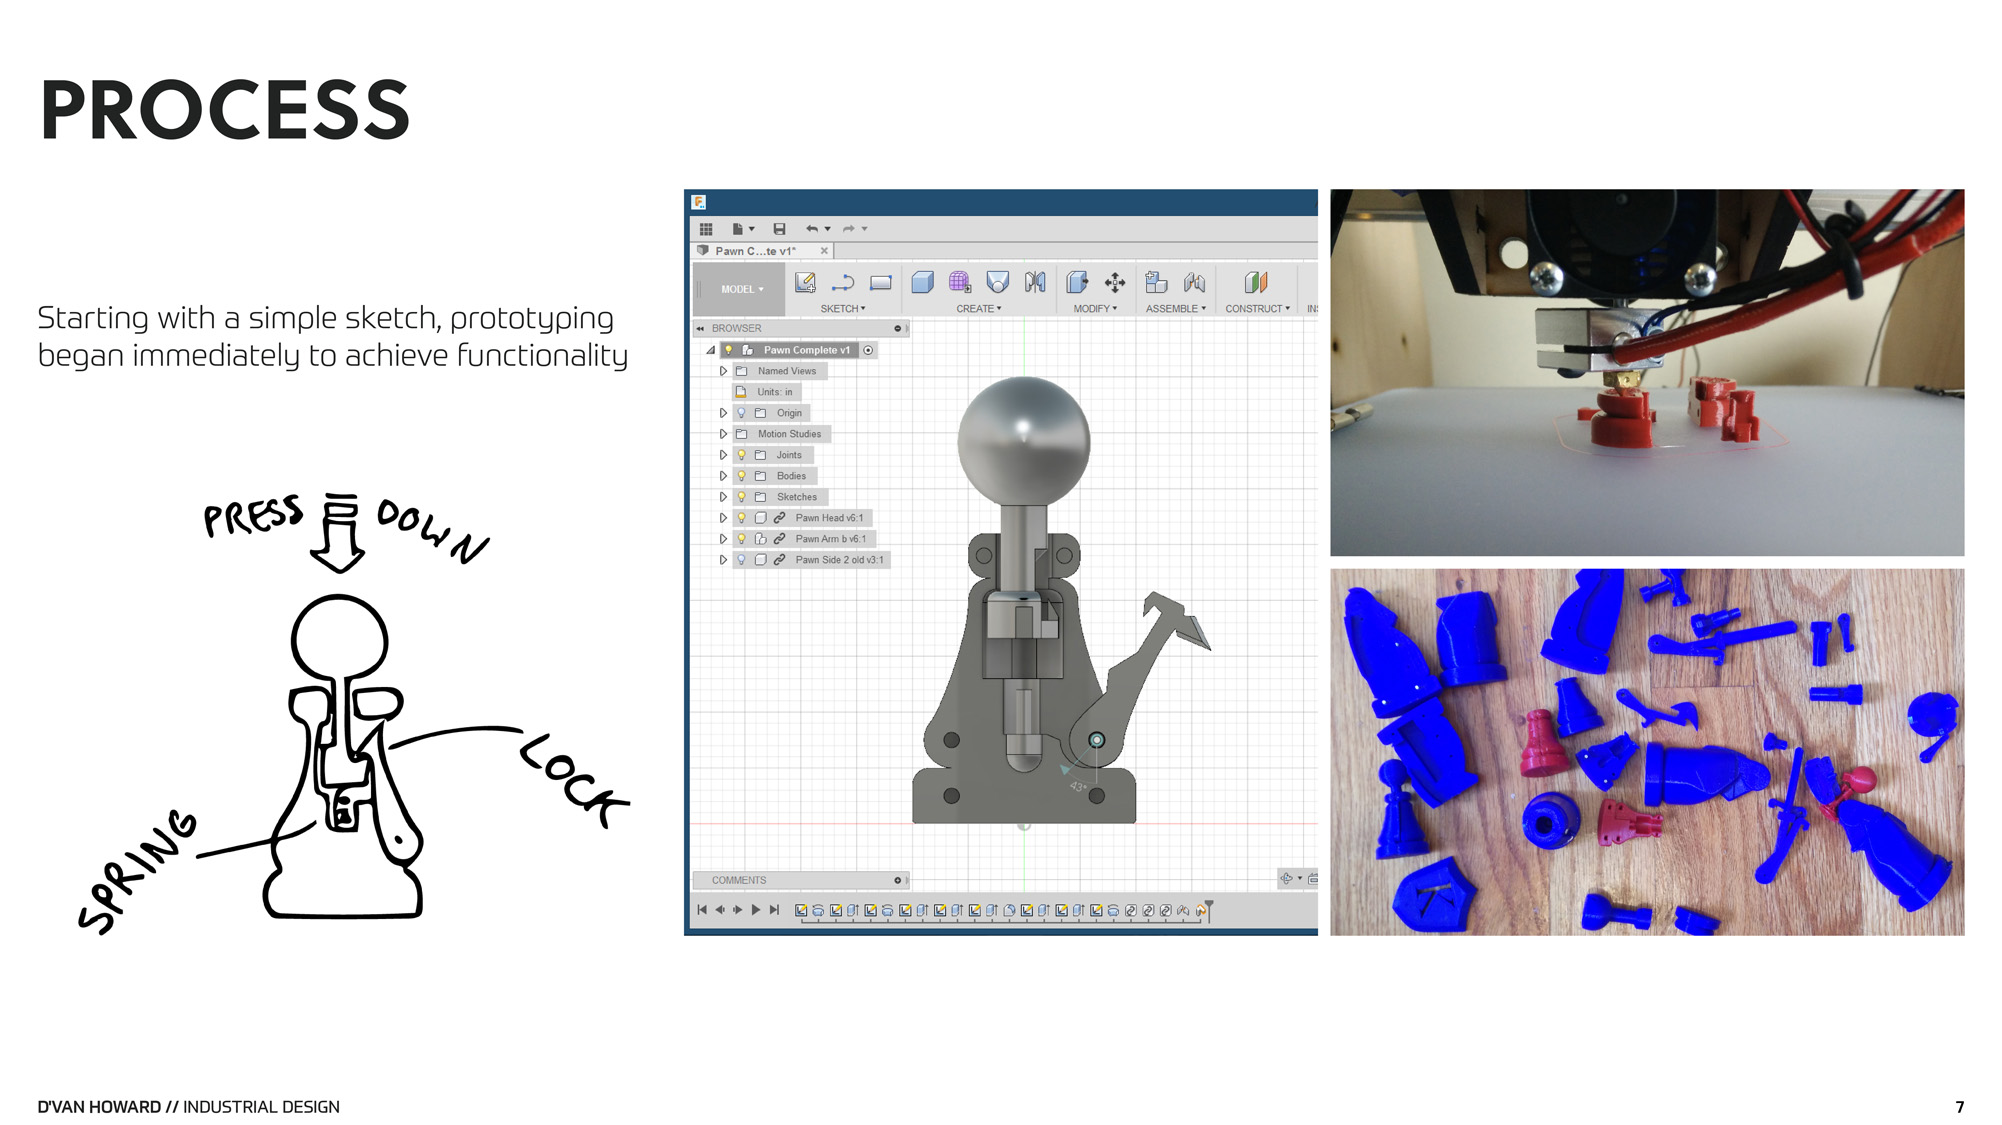 PROCESS
Starting with a simple sketch, prototyping
began immediately to achieve functionality
PRESS DOWN
LOCK
SPRING
Pawn C...te v1*
MODEL
SKETCH
CREATE
MODIFY
ASSEMBLE
CONSTRUCT
IN
BROWSER
Pawn Complete v1
Named Views
Units: in
Origin
Motion Studies
Joints
Bodies
Sketches
Pawn Head v6:1
Pawn Arm b v6:1
Pawn Side 2 old v3:1
43°
COMMENTS
D'VAN HOWARD // INDUSTRIAL DESIGN
7